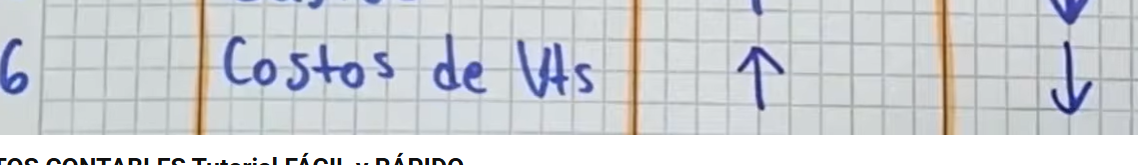 6 Costos de Vts ↑ ↓
TOS CONTABLES Tutorial FÁCIL y RÁPIDO